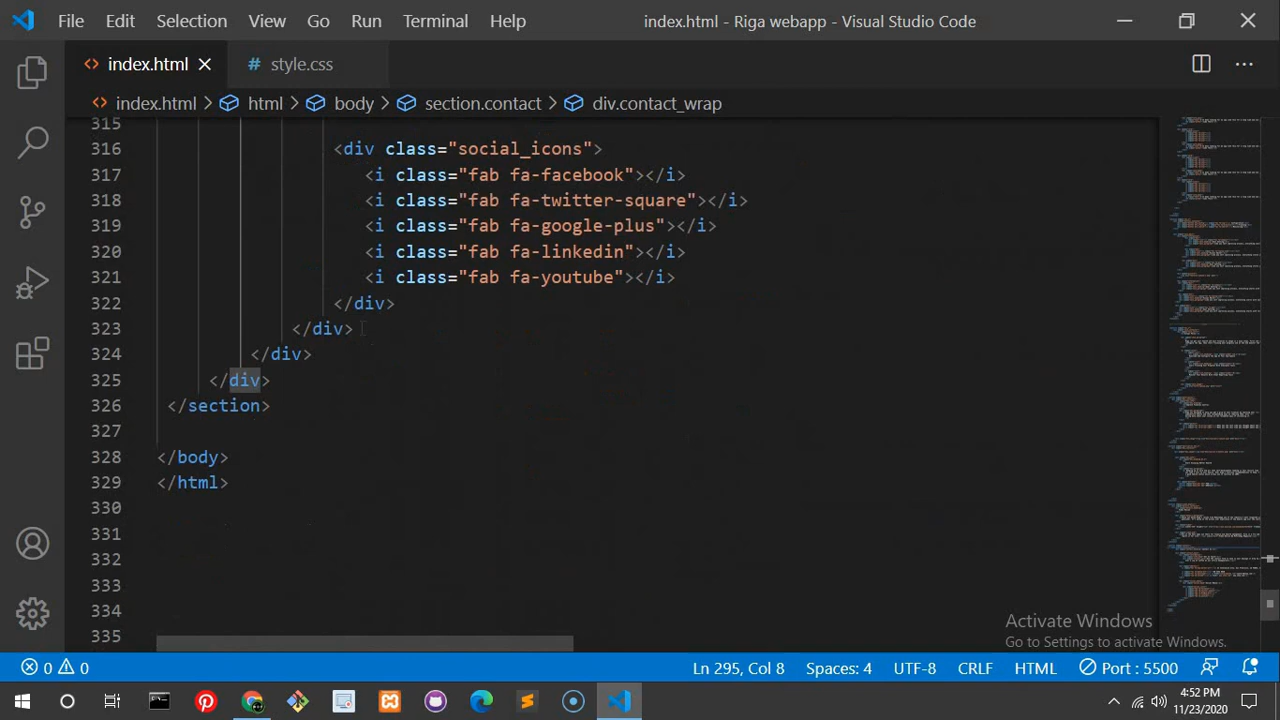 File Edit Selection View Go Run Terminal Help index.html - Riga webapp - Visual Studio Code
<> index.html × # style.css ...
<> index.html > html > body > section.contact > div.contact_wrap
315
316 <div class="social_icons">
317 <i class="fab fa-facebook"></i>
318 <i class="fab fa-twitter-square"></i>
319 <i class="fab fa-google-plus"></i>
320 <i class="fab fa-linkedin"></i>
321 <i class="fab fa-youtube"></i>
322 </div>
323 </div>
324 </div>
325 </div>
326 </section>
327
328 </body>
329 </html>
330
331
332
333
334
335
Activate Windows
Go to Settings to activate Windows.
0 0 Ln 295, Col 8 Spaces: 4 UTF-8 CRLF HTML Port : 5500
4:52 PM
11/23/2020